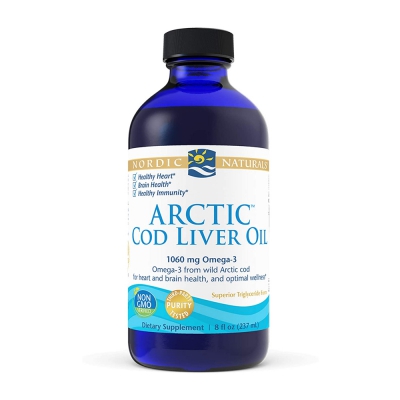 NORDIC NATURALS
Healthy Heart*
Brain Health*
Healthy Immunity*
ARCTIC™
COD LIVER OIL
1060 mg Omega-3
Omega-3 from wild Arctic cod
for heart and brain health, and optimal wellness*
Superior Triglyceride
THIRD-PARTY
PURITY
TESTED
NON
GMO
Dietary Supplement | 8 fl oz (237 mL)